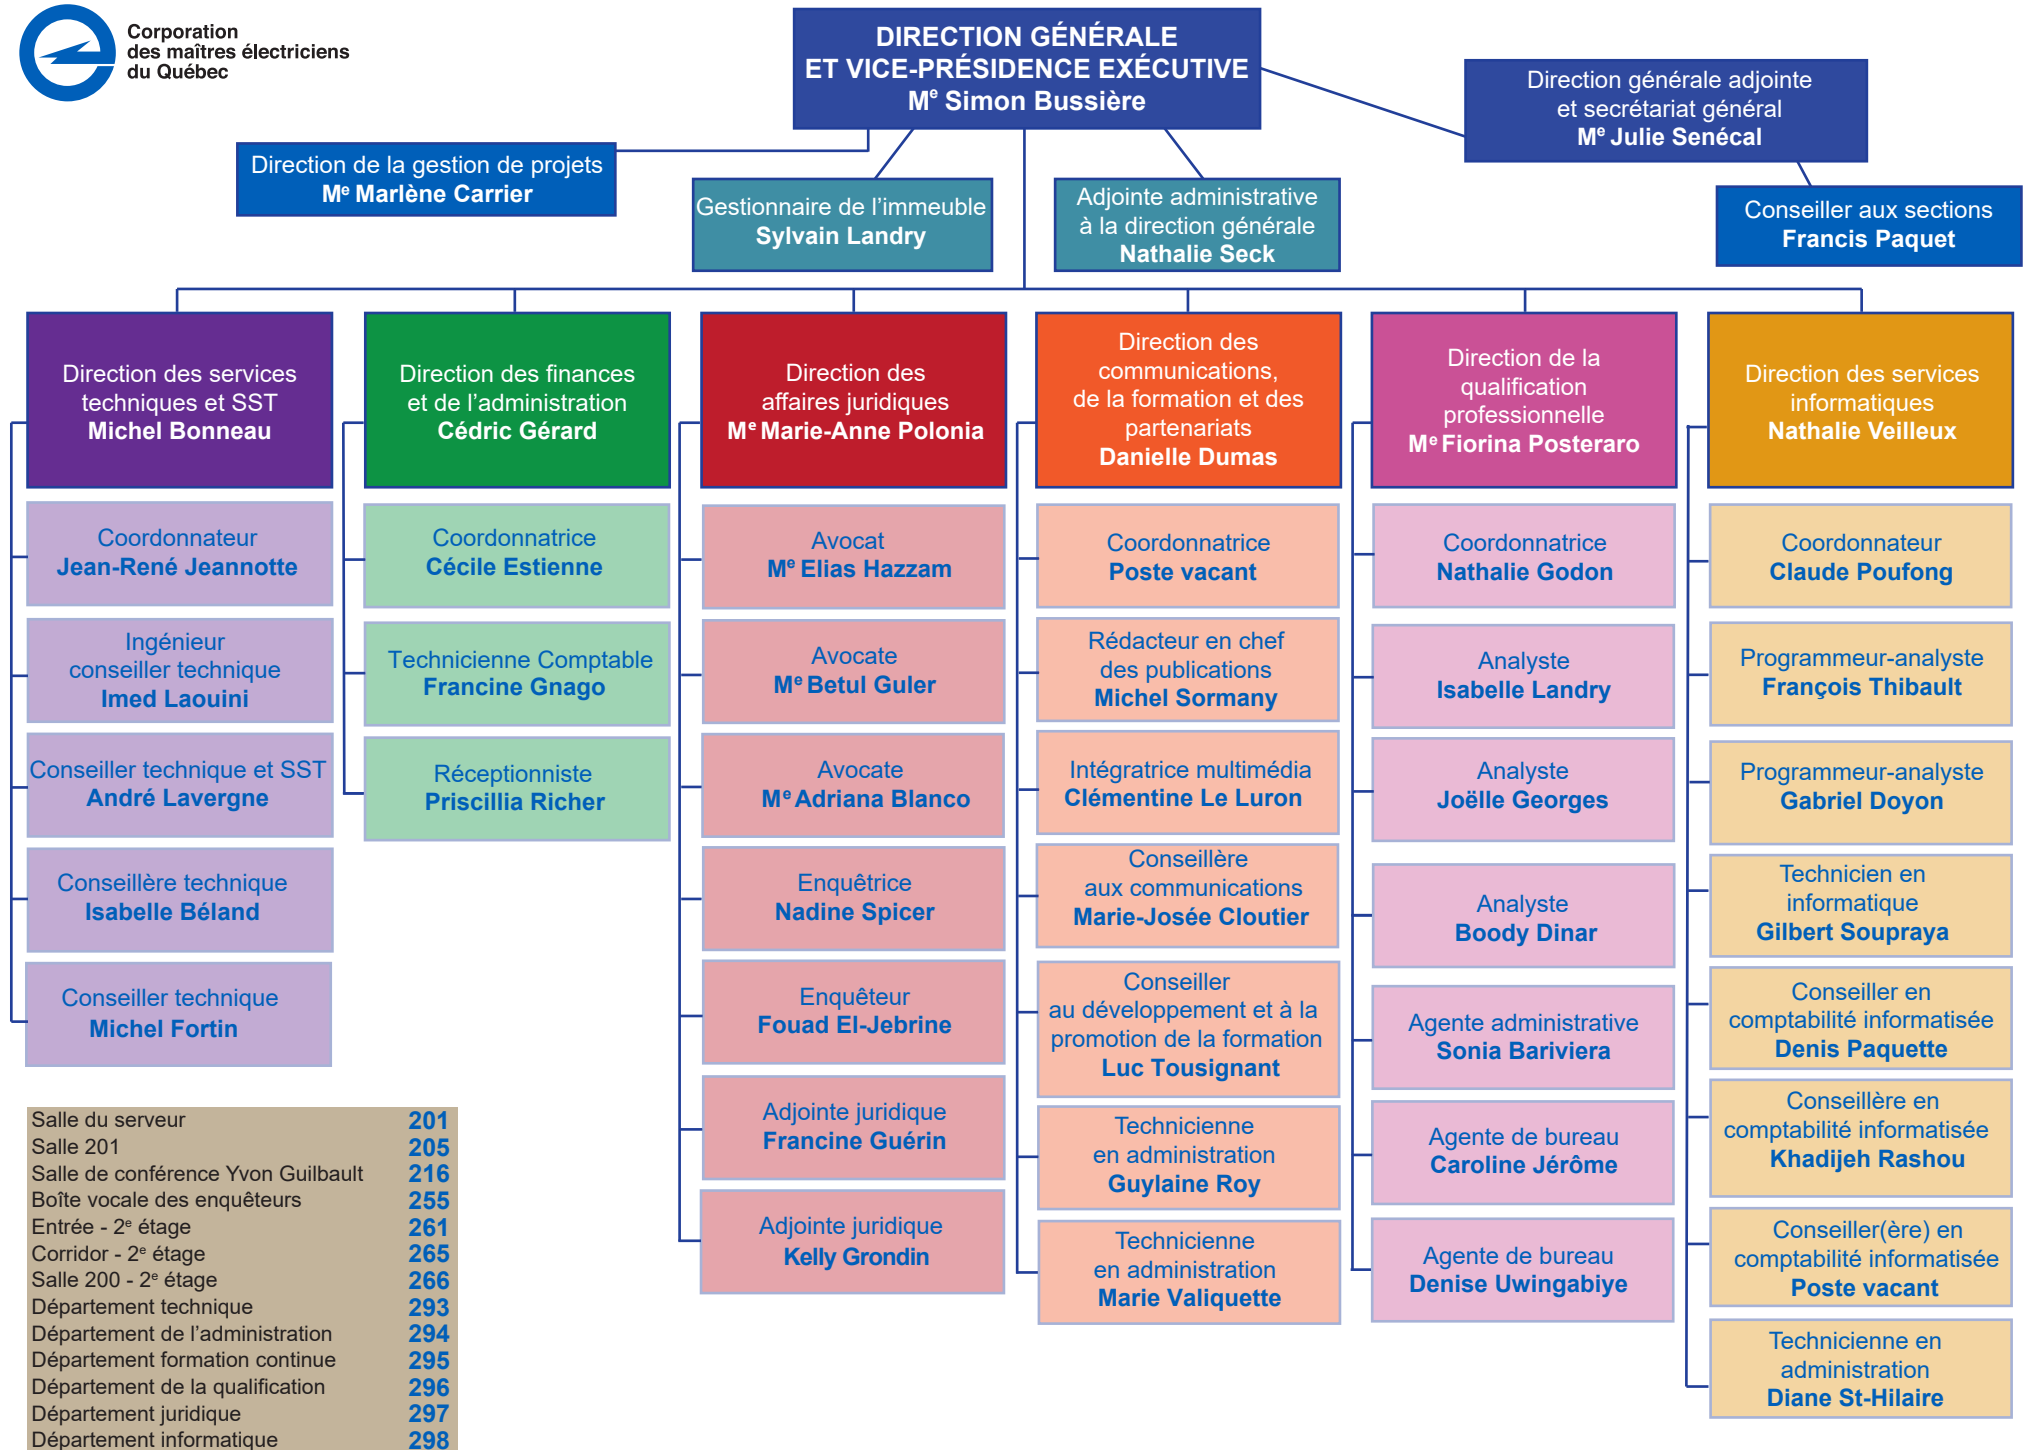 Corporation
des maîtres électriciens
du Québec
DIRECTION GÉNÉRALE
ET VICE-PRÉSIDENCE EXÉCUTIVE
Me Simon Bussière
Direction générale adjointe
et secrétariat général
Me Julie Senécal
Direction de la gestion de projets
Me Marlène Carrier
Gestionnaire de l'immeuble
Sylvain Landry
Adjointe administrative
à la direction générale
Nathalie Seck
Conseiller aux sections
Francis Paquet
Direction des services
techniques et SST
Michel Bonneau
Coordonnateur
Jean-René Jeannotte
Ingénieur
conseiller technique
Imed Laouini
Conseiller technique et SST
André Lavergne
Conseillère technique
Isabelle Béland
Conseiller technique
Michel Fortin
Direction des finances
et de l'administration
Cédric Gérard
Coordonnatrice
Cécile Estienne
Technicienne Comptable
Francine Gnago
Réceptionniste
Priscillia Richer
Direction des
affaires juridiques
Me Marie-Anne Polonia
Avocat
Me Elias Hazzam
Avocate
Me Betul Guler
Avocate
Me Adriana Blanco
Enquêtrice
Nadine Spicer
Enquêteur
Fouad El-Jebrine
Adjointe juridique
Francine Guérin
Adjointe juridique
Kelly Grondin
Direction des
communications,
de la formation et des
partenariats
Danielle Dumas
Coordonnatrice
Poste vacant
Rédacteur en chef
des publications
Michel Sormany
Intégratrice multimédia
Clémentine Le Luron
Conseillère
aux communications
Marie-Josée Cloutier
Conseiller
au développement et à la
promotion de la formation
Luc Tousignant
Technicienne
en administration
Guylaine Roy
Technicienne
en administration
Marie Valiquette
Direction de la
qualification
professionnelle
Me Fiorina Posteraro
Coordonnatrice
Nathalie Godon
Analyste
Isabelle Landry
Analyste
Joëlle Georges
Analyste
Boody Dinar
Agente administrative
Sonia Bariviera
Agente de bureau
Caroline Jérôme
Agente de bureau
Denise Uwingabiye
Direction des services
informatiques
Nathalie Veilleux
Coordonnateur
Claude Poufong
Programmeur-analyste
François Thibault
Programmeur-analyste
Gabriel Doyon
Technicien en
informatique
Gilbert Soupraya
Conseiller en
comptabilité informatisée
Denis Paquette
Conseillère en
comptabilité informatisée
Khadijeh Rashou
Conseiller(ère) en
comptabilité informatisée
Poste vacant
Technicienne en
administration
Diane St-Hilaire
Salle du serveur 201
Salle 201 205
Salle de conférence Yvon Guilbault 216
Boîte vocale des enquêteurs 255
Entrée - 2e étage 261
Corridor - 2e étage 265
Salle 200 - 2e étage 266
Département technique 293
Département de l'administration 294
Département formation continue 295
Département de la qualification 296
Département juridique 297
Département informatique 298